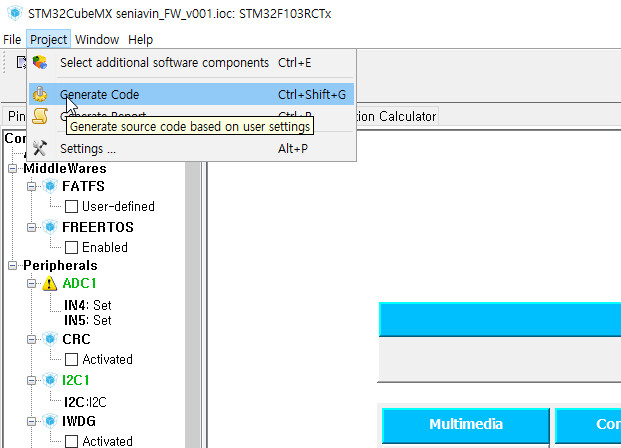 STM32CubeMX seniavin_FW_v001.ioc: STM32F103RCTx
File Project Window Help
Select additional software components Ctrl+E
Generate Code Ctrl+Shift+G
Generate Report
Generate source code based on user settings
Settings ... Alt+P
Calculator
MiddleWares
FATFS
User-defined
FREERTOS
Enabled
Peripherals
ADC1
IN4: Set
IN5: Set
CRC
Activated
I2C1
I2C:I2C
IWDG
Activated
Multimedia